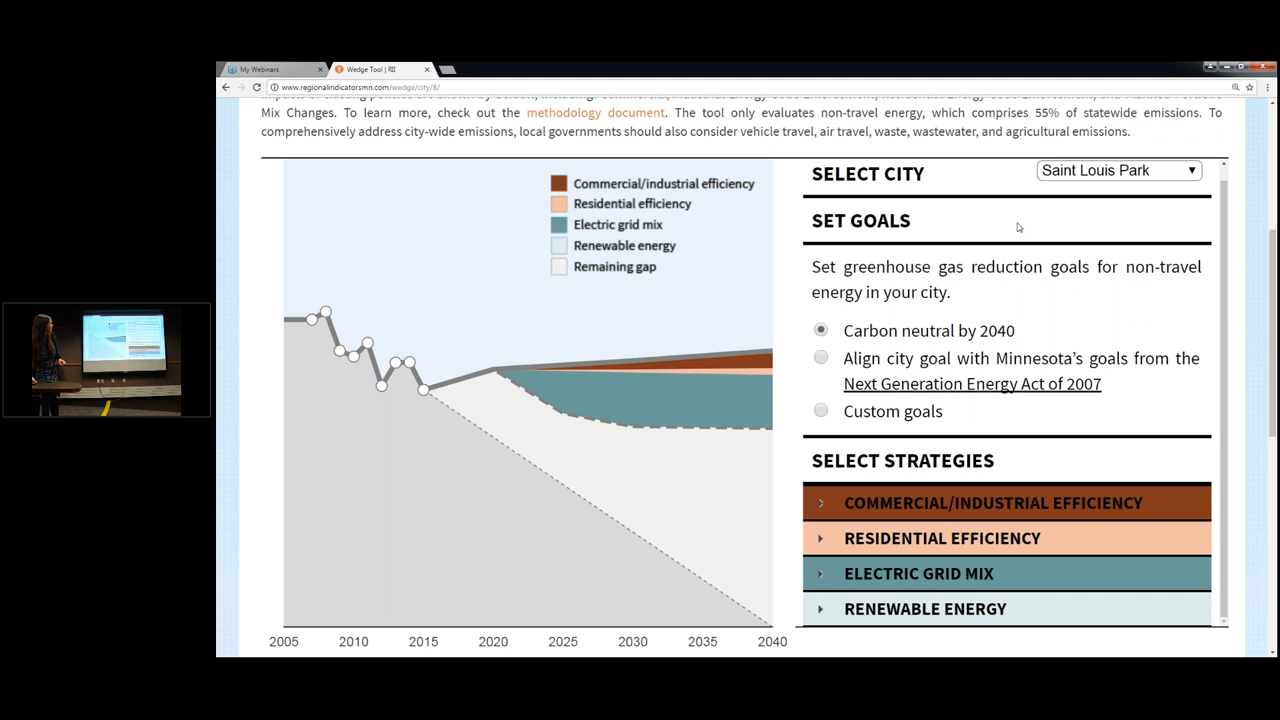 My Webinars
Wedge Tool | RII
www.regionalindicatorsmn.com/wedge/city/8/
Mix Changes. To learn more, check out the methodology document. The tool only evaluates non-travel energy, which comprises 55% of statewide emissions. To
comprehensively address city-wide emissions, local governments should also consider vehicle travel, air travel, waste, wastewater, and agricultural emissions.
Commercial/industrial efficiency
Residential efficiency
Electric grid mix
Renewable energy
Remaining gap
2005 2010 2015 2020 2025 2030 2035 2040
SELECT CITY
Saint Louis Park
SET GOALS
Set greenhouse gas reduction goals for non-travel
energy in your city.
Carbon neutral by 2040
Align city goal with Minnesota’s goals from the
Next Generation Energy Act of 2007
Custom goals
SELECT STRATEGIES
COMMERCIAL/INDUSTRIAL EFFICIENCY
RESIDENTIAL EFFICIENCY
ELECTRIC GRID MIX
RENEWABLE ENERGY